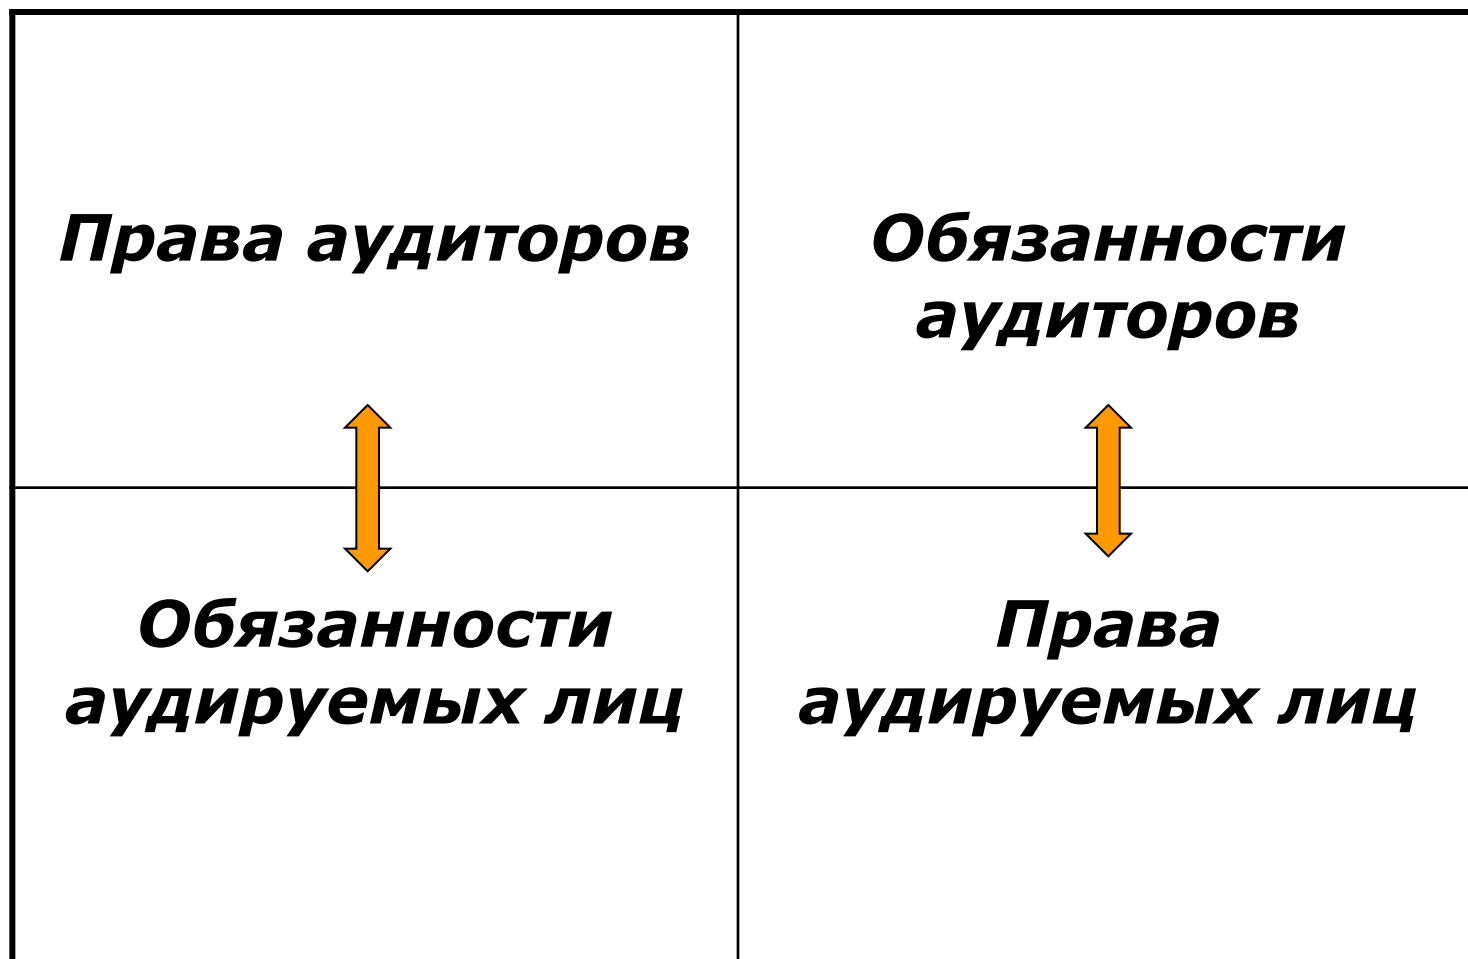 Права аудиторов
Обязанности
аудиторов
Обязанности
аудируемых лиц
Права
аудируемых лиц